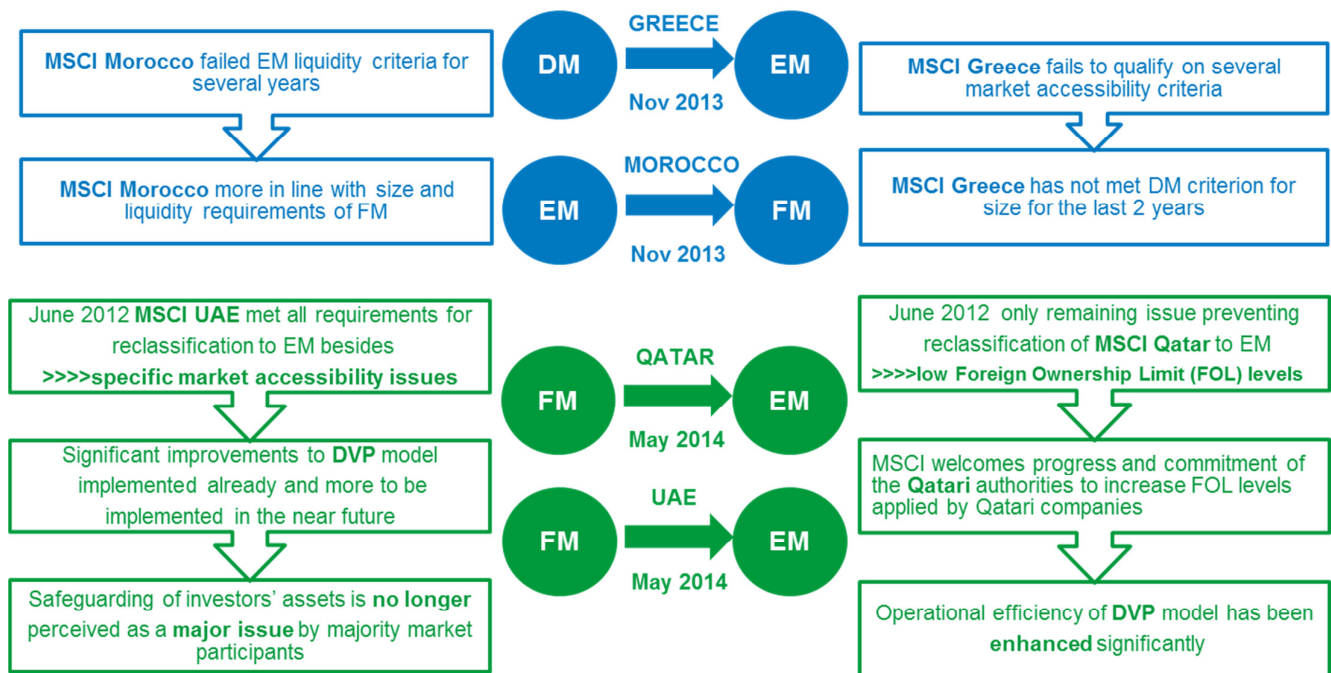 MSCI Morocco failed EM liquidity criteria for
several years
MSCI Morocco more in line with size and
liquidity requirements of FM
GREECE
DM
EM
Nov 2013
MOROCCO
EM
FM
Nov 2013
MSCI Greece fails to qualify on several
market accessibility criteria
MSCI Greece has not met DM criterion for
size for the last 2 years
June 2012 MSCI UAE met all requirements for
reclassification to EM besides
>>>>specific market accessibility issues
Significant improvements to DVP model
implemented already and more to be
implemented in the near future
Safeguarding of investors' assets is no longer
perceived as a major issue by majority market
participants
QATAR
FM
EM
May 2014
UAE
FM
EM
May 2014
June 2012 only remaining issue preventing
reclassification of MSCI Qatar to EM
>>>>low Foreign Ownership Limit (FOL) levels
MSCI welcomes progress and commitment of
the Qatari authorities to increase FOL levels
applied by Qatari companies
Operational efficiency of DVP model has been
enhanced significantly